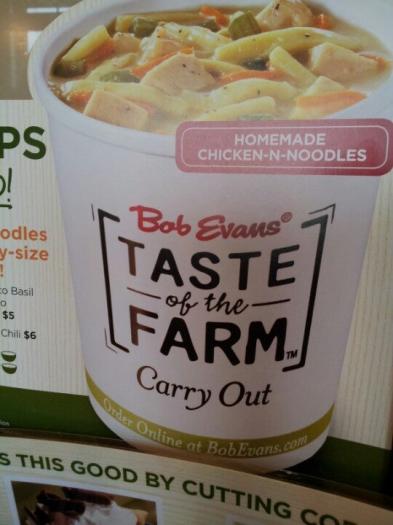 PS
HOMEMADE
CHICKEN-N-NOODLES
Bob Evans®
TASTE
of the
FARM™
Carry Out
Order Online at BobEvans.com
odles
y-size
!
to Basil
o
$5
Chili $6
S THIS GOOD BY CUTTING CO